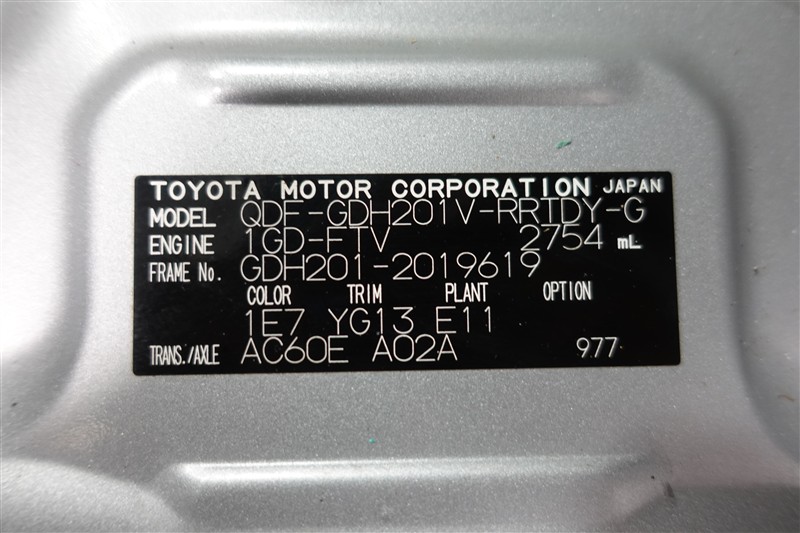 TOYOTA MOTOR CORPORATION JAPAN
MODEL QDF-GDH201V-RRTDY-G
ENGINE 1GD-FTV 2754 mL
FRAME No. GDH201-2019619
COLOR TRIM PLANT OPTION
1E7 YG13 E11
TRANS./AXLE AC60E A02A 977